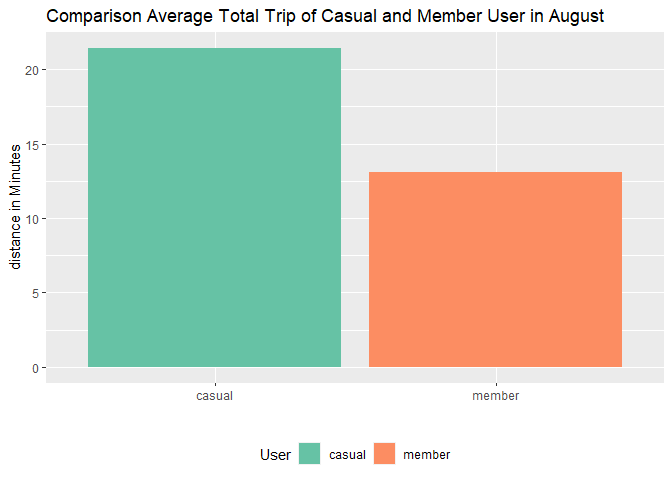 Comparison Average Total Trip of Casual and Member User in August
distance in Minutes
20
15
10
5
0
casual member
User casual member